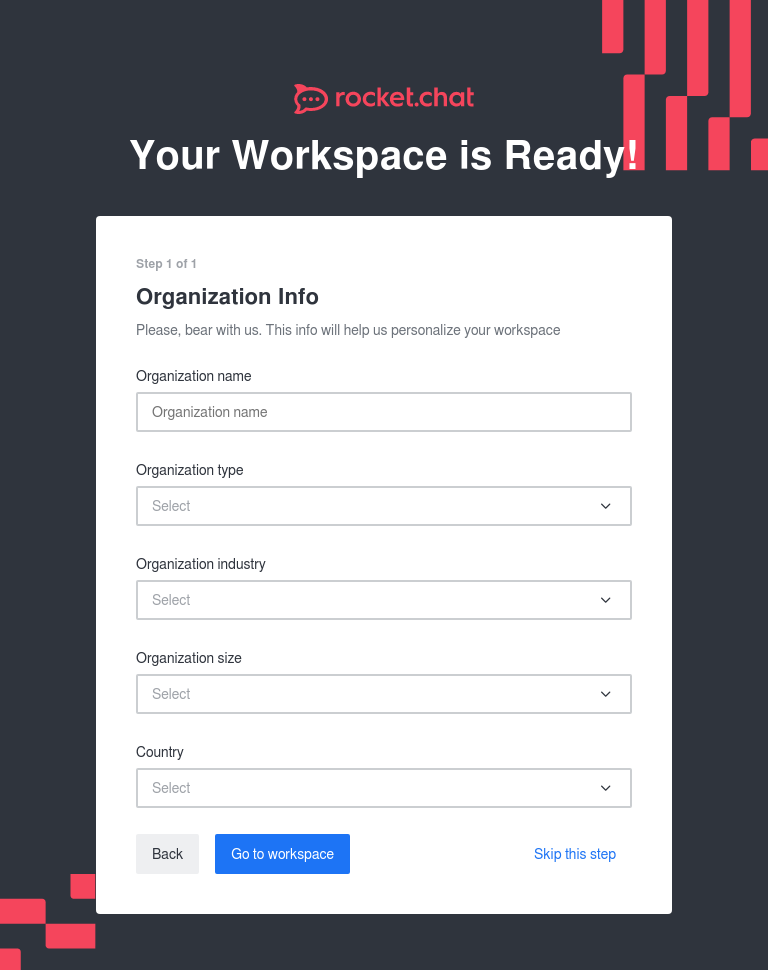 rocket.chat
Your Workspace is Ready!
Step 1 of 1
Organization Info
Please, bear with us. This info will help us personalize your workspace
Organization name
Organization name
Organization type
Select
Organization industry
Select
Organization size
Select
Country
Select
Back Go to workspace Skip this step